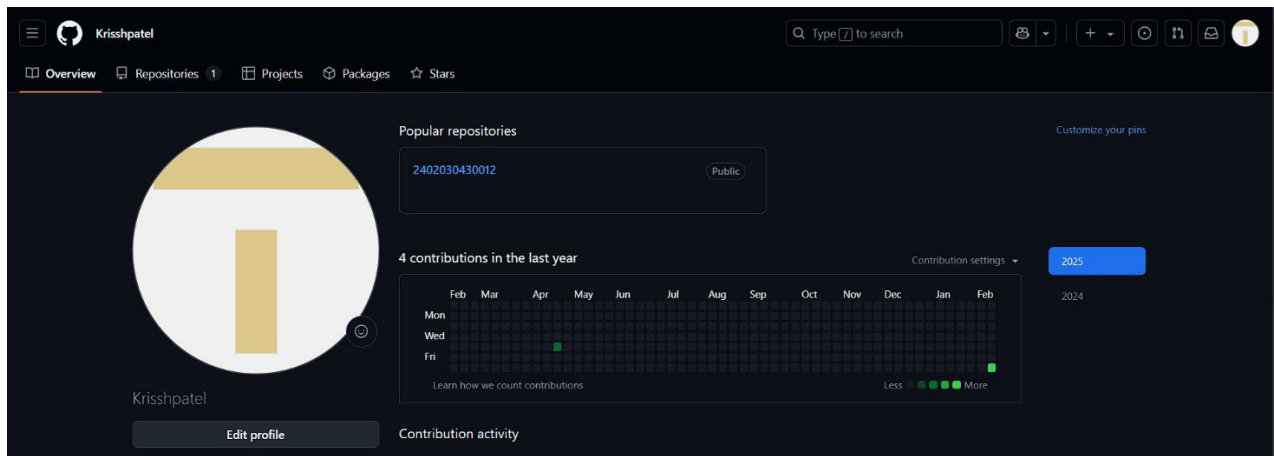 Krisshpatel
Type / to search
Overview Repositories 1 Projects Packages Stars
Popular repositories
Customize your pins
2402030430012 Public
4 contributions in the last year
Contribution settings
2025
2024
Feb Mar Apr May Jun Jul Aug Sep Oct Nov Dec Jan Feb
Mon
Wed
Fri
Learn how we count contributions
Less More
Krisshpatel
Edit profile
Contribution activity